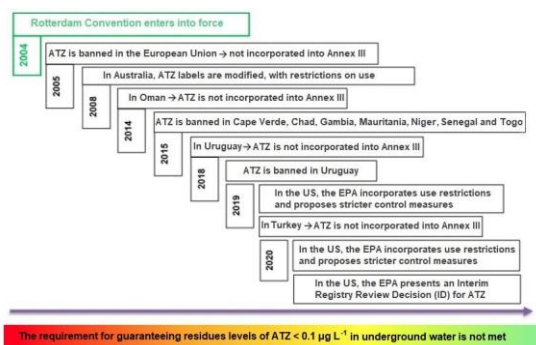 Rotterdam Convention enters into force
2004
ATZ is banned in the European Union → not incorporated into Annex III
2005
In Australia, ATZ labels are modified, with restrictions on use
2008
In Oman → ATZ is not incorporated into Annex III
2014
ATZ is banned in Cape Verde, Chad, Gambia, Mauritania, Niger, Senegal and Togo
2015
In Uruguay → ATZ is not incorporated into Annex III
2018
ATZ is banned in Uruguay
2019
In the US, the EPA incorporates use restrictions
and proposes stricter control measures
In Turkey → ATZ is not incorporated into Annex III
2020
In the US, the EPA incorporates use restrictions
and proposes stricter control measures
In the US, the EPA presents an Interim
Registry Review Decision (ID) for ATZ
The requirement for guaranteeing residues levels of ATZ < 0.1 µg L⁻¹ in underground water is not met